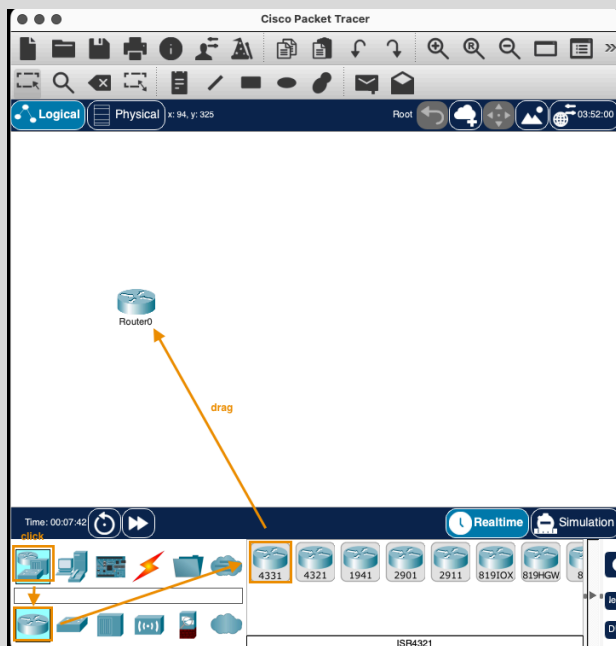 Cisco Packet Tracer
Logical
Physical
x: 94, y: 325
Root
03:52:00
Router0
drag
Time: 00:07:42
Realtime
Simulation
click
4331
4321
1941
2901
2911
819IOX
819HGW
ISR4321